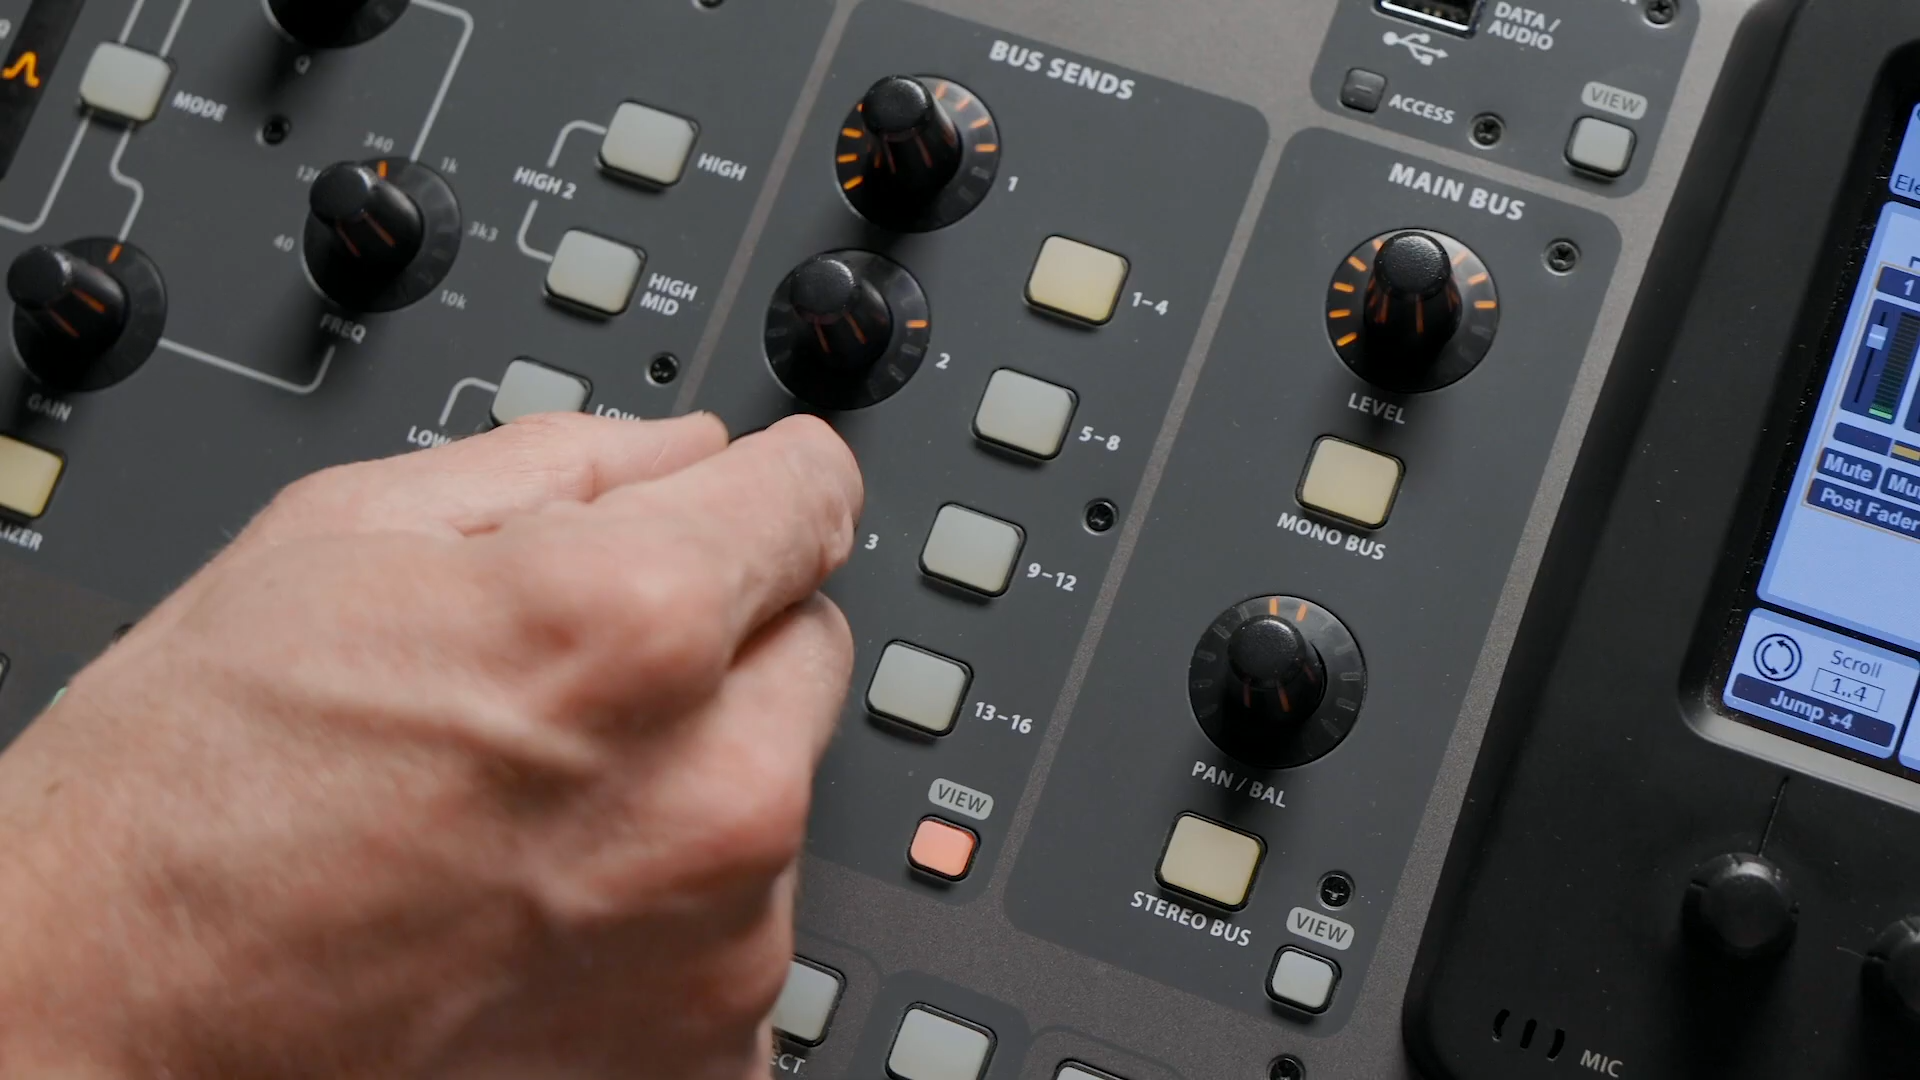 MODE
Q
340
1k
3k3
10k
40
FREQ
GAIN
HIGH
HIGH 2
HIGH
MID
BUS SENDS
1
2
3
1-4
5-8
9-12
13-16
VIEW
DATA /
AUDIO
ACCESS
VIEW
MAIN BUS
LEVEL
MONO BUS
PAN / BAL
STEREO BUS
VIEW
1
Mute
Post Fader
Scroll
1..4
Jump +4
MIC